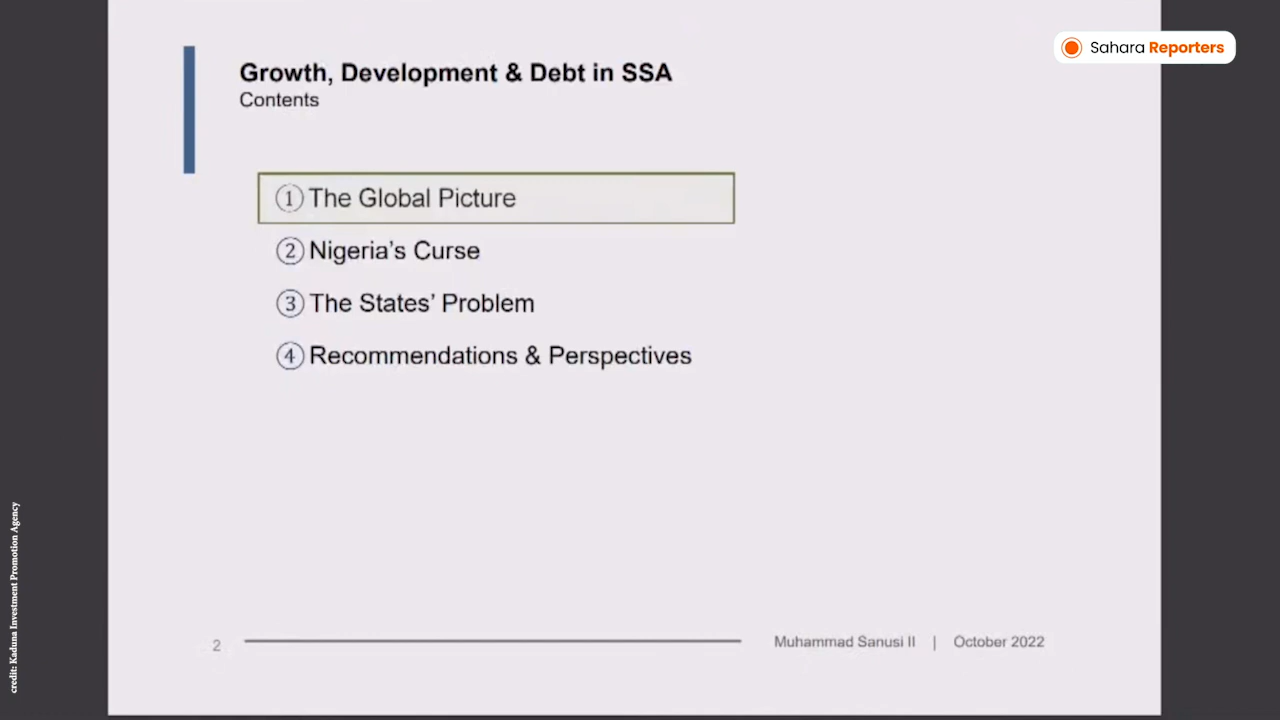 Sahara Reporters
Growth, Development & Debt in SSA
Contents
① The Global Picture
② Nigeria’s Curse
③ The States’ Problem
④ Recommendations & Perspectives
2
Muhammad Sanusi II | October 2022
credit: Kaduna Investment Promotion Agency